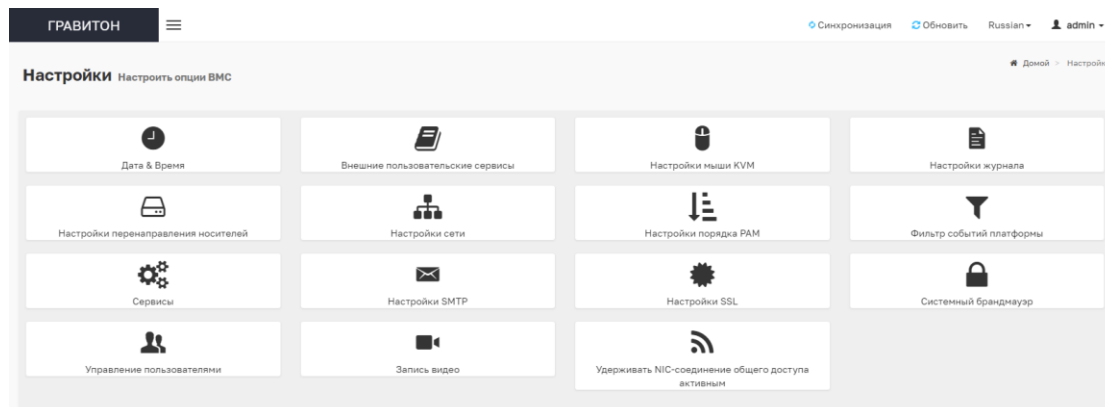 ГРАВИТОН
Синхронизация Обновить Russian admin
Настройки Настроить опции BMC
Домой > Настройк
Дата & Время
Внешние пользовательские сервисы
Настройки мыши KVM
Настройки журнала
Настройки перенаправления носителей
Настройки сети
Настройки порядка PAM
Фильтр событий платформы
Сервисы
Настройки SMTP
Настройки SSL
Системный брандмауэр
Управление пользователями
Запись видео
Удерживать NIC-соединение общего доступа
активным